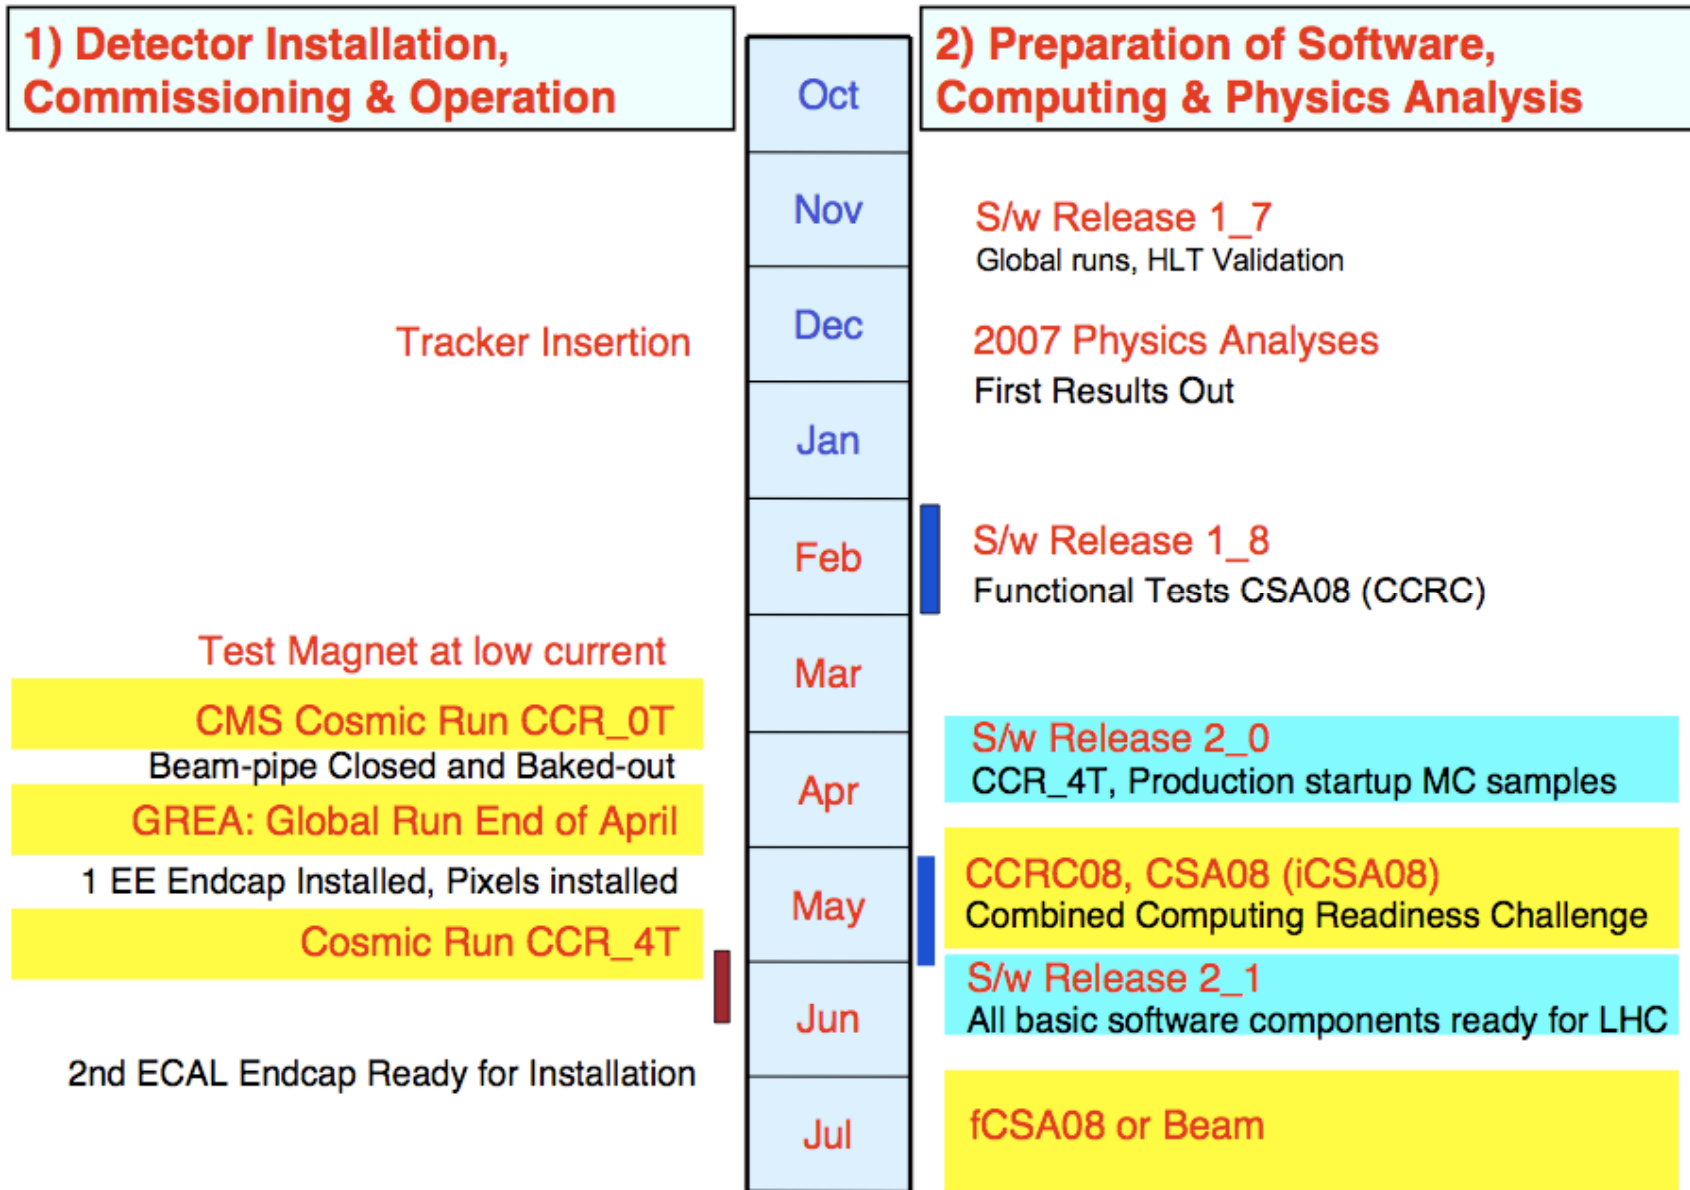 1) Detector Installation,
Commissioning & Operation
2) Preparation of Software,
Computing & Physics Analysis
Oct
Nov
S/w Release 1_7
Global runs, HLT Validation
Tracker Insertion
Dec
2007 Physics Analyses
First Results Out
Jan
Feb
S/w Release 1_8
Functional Tests CSA08 (CCRC)
Test Magnet at low current
Mar
CMS Cosmic Run CCR_0T
Beam-pipe Closed and Baked-out
S/w Release 2_0
CCR_4T, Production startup MC samples
Apr
GREA: Global Run End of April
1 EE Endcap Installed, Pixels installed
May
CCRC08, CSA08 (iCSA08)
Combined Computing Readiness Challenge
Cosmic Run CCR_4T
S/w Release 2_1
All basic software components ready for LHC
Jun
2nd ECAL Endcap Ready for Installation
Jul
fCSA08 or Beam